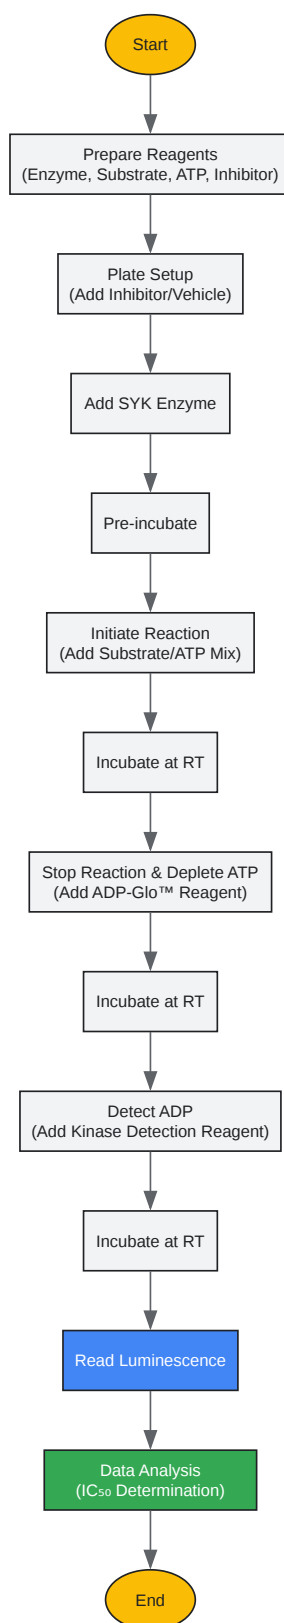 Start
Prepare Reagents
(Enzyme, Substrate, ATP, Inhibitor)
Plate Setup
(Add Inhibitor/Vehicle)
Add SYK Enzyme
Pre-incubate
Initiate Reaction
(Add Substrate/ATP Mix)
Incubate at RT
Stop Reaction & Deplete ATP
(Add ADP-Glo™ Reagent)
Incubate at RT
Detect ADP
(Add Kinase Detection Reagent)
Incubate at RT
Read Luminescence
Data Analysis
(IC₅₀ Determination)
End